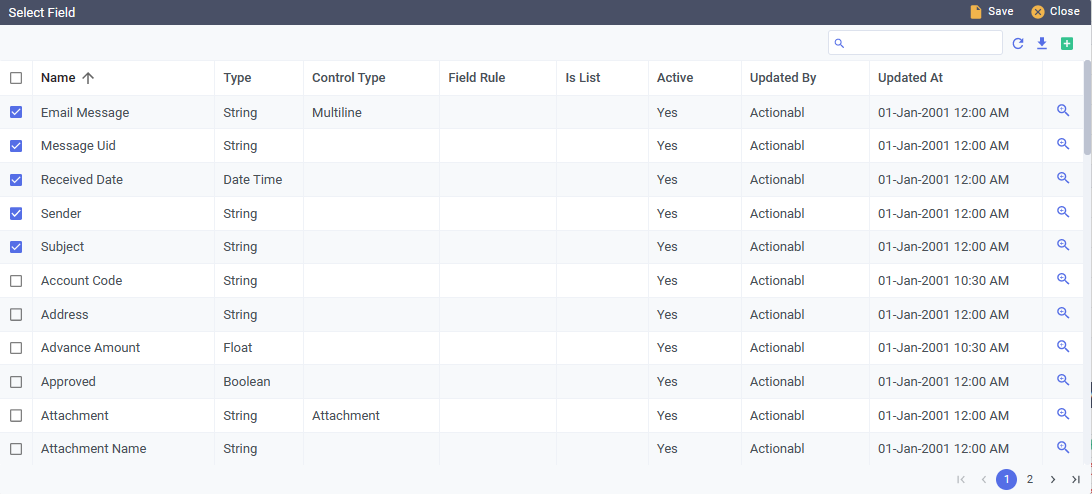 Select Field Save Close
Name Type Control Type Field Rule Is List Active Updated By Updated At
Email Message String Multiline Yes Actionabl 01-Jan-2001 12:00 AM
Message Uid String Yes Actionabl 01-Jan-2001 12:00 AM
Received Date Date Time Yes Actionabl 01-Jan-2001 12:00 AM
Sender String Yes Actionabl 01-Jan-2001 12:00 AM
Subject String Yes Actionabl 01-Jan-2001 12:00 AM
Account Code String Yes Actionabl 01-Jan-2001 10:30 AM
Address String Yes Actionabl 01-Jan-2001 12:00 AM
Advance Amount Float Yes Actionabl 01-Jan-2001 10:30 AM
Approved Boolean Yes Actionabl 01-Jan-2001 12:00 AM
Attachment String Attachment Yes Actionabl 01-Jan-2001 12:00 AM
Attachment Name String Yes Actionabl 01-Jan-2001 12:00 AM
1 2